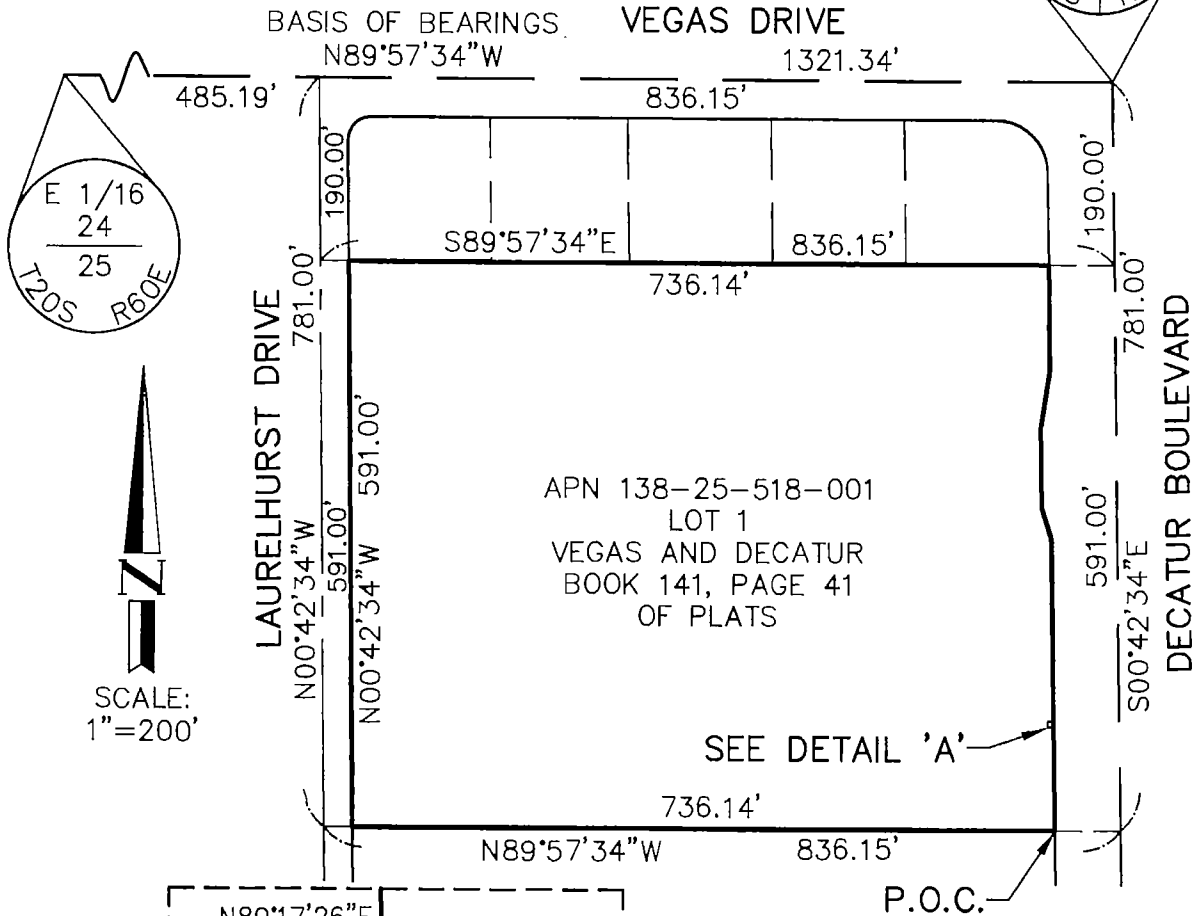 BASIS OF BEARINGS
VEGAS DRIVE
N89°57'34"W
1321.34'
485.19'
836.15'
190.00'
190.00'
E 1/16
24
25
T20S R60E
S89°57'34"E
836.15'
736.14'
781.00'
781.00'
LAURELHURST DRIVE
DECATUR BOULEVARD
N00°42'34"W
591.00'
N00°42'34"W 591.00'
591.00'
S00°42'34"E
APN 138-25-518-001
LOT 1
VEGAS AND DECATUR
BOOK 141, PAGE 41
OF PLATS
N
SCALE:
1"=200'
SEE DETAIL 'A'
736.14'
N89°57'34"W
836.15'
P.O.C.
N89°17'26"E